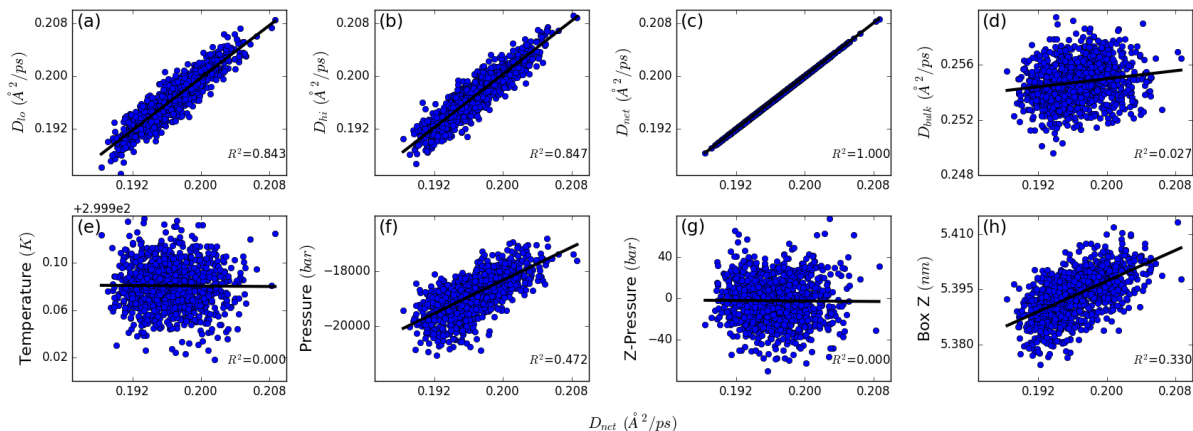 (a) (b) (c) (d)
D_lo (Å²/ps) D_hi (Å²/ps) D_net (Å²/ps) D_bulk (Å²/ps)
0.208 0.208 0.208
0.200 0.200 0.200 0.256
0.192 0.192 0.192 0.252
0.248
R²=0.843 R²=0.847 R²=1.000 R²=0.027
0.192 0.200 0.208 0.192 0.200 0.208 0.192 0.200 0.208 0.192 0.200 0.208
+2.999e2
(e) (f) (g) (h)
Temperature (K) Pressure (bar) Z-Pressure (bar) Box Z (nm)
0.10 −18000 40 5.410
0.06 −20000 0 5.395
0.02 −40 5.380
R²=0.000 R²=0.472 R²=0.000 R²=0.330
0.192 0.200 0.208 0.192 0.200 0.208 0.192 0.200 0.208 0.192 0.200 0.208
D_net (Å²/ps)